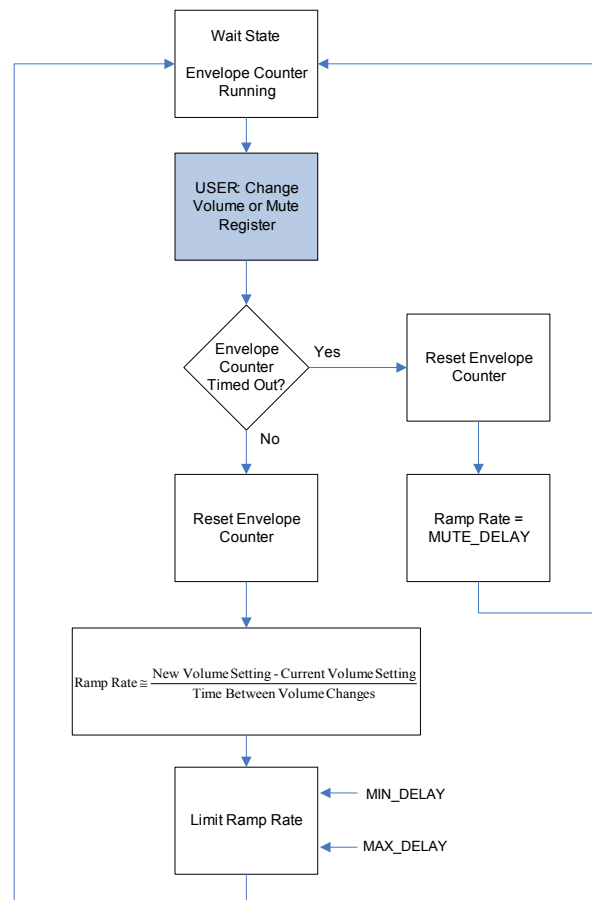 Wait State
Envelope Counter
Running
USER: Change
Volume or Mute
Register
Envelope
Counter
Timed Out?
Yes
Reset Envelope
Counter
No
Reset Envelope
Counter
Ramp Rate =
MUTE_DELAY
Ramp Rate ≅ New Volume Setting - Current Volume Setting
Time Between Volume Changes
Limit Ramp Rate
MIN_DELAY
MAX_DELAY